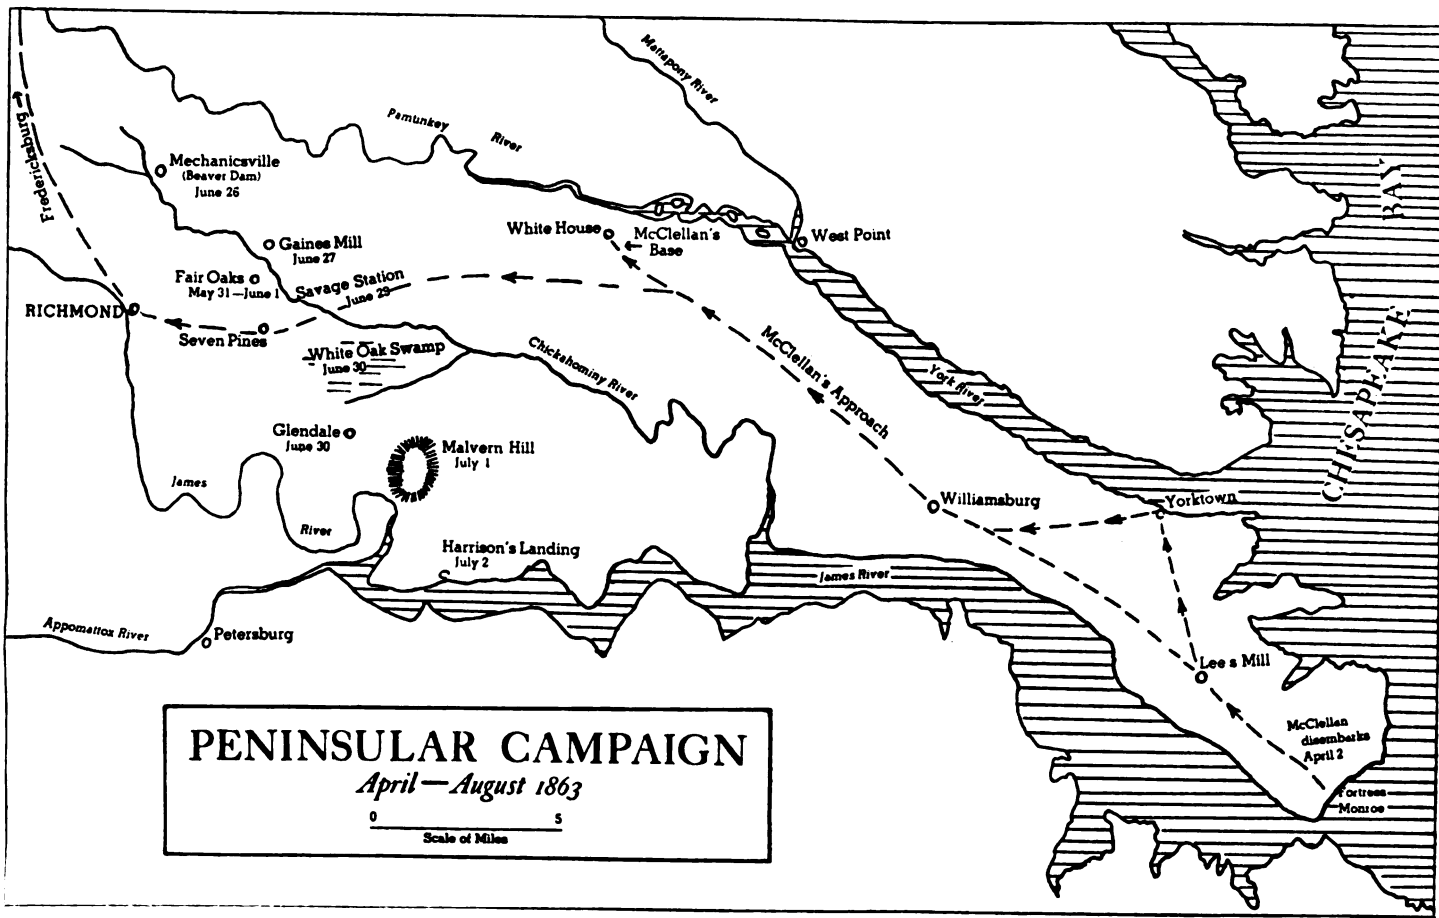 Mattapony River
Pamunkey
River
Fredericksburg
Mechanicsville
(Beaver Dam)
June 26
BAY
White House
McClellan's
Base
West Point
Gaines Mill
June 27
Fair Oaks
May 31—June 1
Savage Station
June 29
RICHMOND
Seven Pines
White Oak Swamp
June 30
Chickahominy River
McClellan's Approach
York River
CHESAPEAKE
Glendale
June 30
Malvern Hill
July 1
James
River
Williamsburg
Yorktown
Harrison's Landing
July 2
James River
Appomattox River
Petersburg
Lee's Mill
McClellan
disembarks
April 2
Fortress
Monroe
PENINSULAR CAMPAIGN
April—August 1863
0 5
Scale of Miles